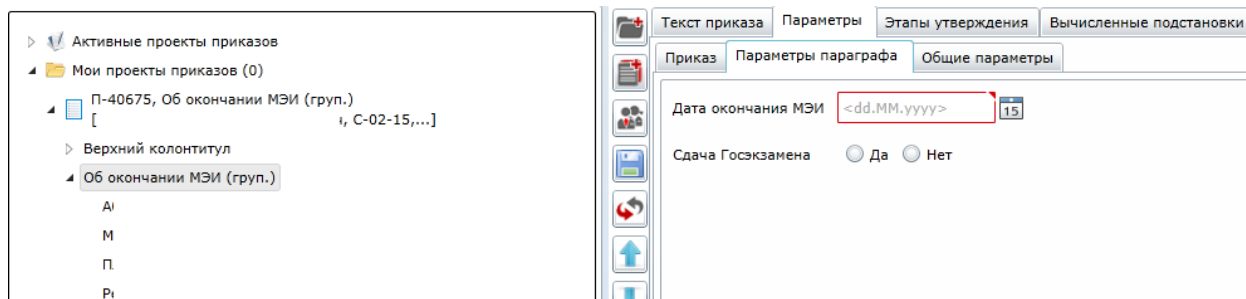 Активные проекты приказов
Мои проекты приказов (0)
П-40675, Об окончании МЭИ (груп.)
[ , С-02-15,...]
Верхний колонтитул
Об окончании МЭИ (груп.)
А
М
П
Ре
Текст приказа Параметры Этапы утверждения Вычисленные подстановки
Приказ Параметры параграфа Общие параметры
Дата окончания МЭИ <dd.MM.yyyy> 15
Сдача Госэкзамена Да Нет